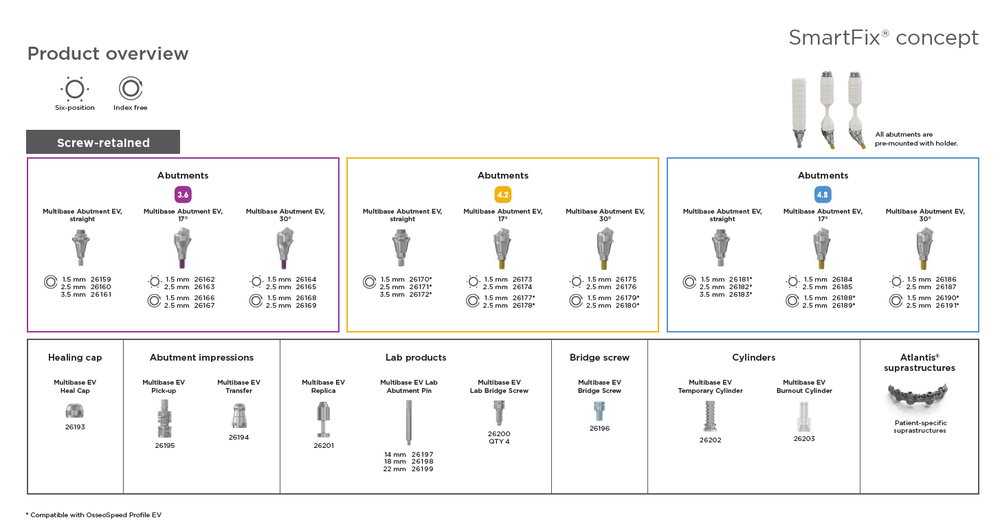 SmartFix® concept
Product overview
Six-position
Index free
All abutments are
pre-mounted with holder.
Screw-retained
Abutments
3.6
Multibase Abutment EV,
straight
1.5 mm 26159
2.5 mm 26160
3.5 mm 26161
Multibase Abutment EV,
17°
1.5 mm 26162
2.5 mm 26163
1.5 mm 26166
2.5 mm 26167
Multibase Abutment EV,
30°
1.5 mm 26164
2.5 mm 26165
1.5 mm 26168
2.5 mm 26169
Abutments
4.2
Multibase Abutment EV,
straight
1.5 mm 26170*
2.5 mm 26171*
3.5 mm 26172*
Multibase Abutment EV,
17°
1.5 mm 26173
2.5 mm 26174
1.5 mm 26177*
2.5 mm 26178*
Multibase Abutment EV,
30°
1.5 mm 26175
2.5 mm 26176
1.5 mm 26179*
2.5 mm 26180*
Abutments
4.8
Multibase Abutment EV,
straight
1.5 mm 26181*
2.5 mm 26182*
3.5 mm 26183*
Multibase Abutment EV,
17°
1.5 mm 26184
2.5 mm 26185
1.5 mm 26188*
2.5 mm 26189*
Multibase Abutment EV,
30°
1.5 mm 26186
2.5 mm 26187
1.5 mm 26190*
2.5 mm 26191*
Healing cap
Multibase EV
Heal Cap
26193
Abutment impressions
Multibase EV
Pick-up
26195
Multibase EV
Transfer
26194
Lab products
Multibase EV
Replica
26201
Multibase EV Lab
Abutment Pin
14 mm 26197
18 mm 26198
22 mm 26199
Multibase EV
Lab Bridge Screw
26200
QTY 4
Bridge screw
Multibase EV
Bridge Screw
26196
Cylinders
Multibase EV
Temporary Cylinder
26202
Multibase EV
Burnout Cylinder
26203
Atlantis®
suprastructures
Patient-specific
suprastructures
* Compatible with OsseoSpeed Profile EV